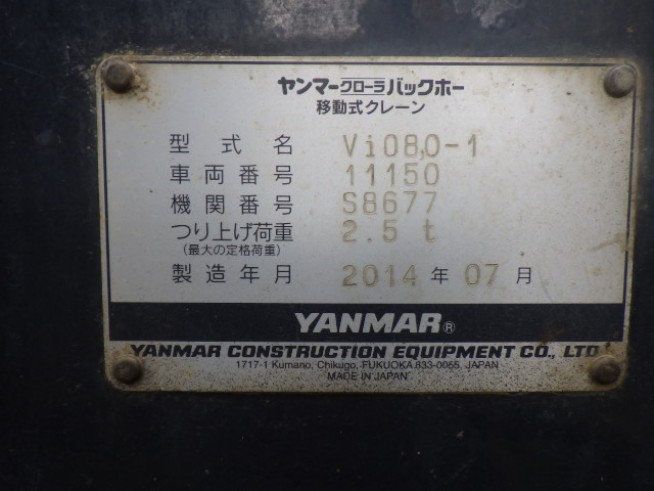 ヤンマークローラバックホー
移動式クレーン
型式名 Vi080-1
車両番号 11150
機関番号 S8677
つり上げ荷重 2.5 t
(最大の定格荷重)
製造年月 2014 年 07 月
YANMAR®
YANMAR CONSTRUCTION EQUIPMENT CO., LTD
1717-1 Kumano, Chikugo, FUKUOKA 833-0055, JAPAN
MADE IN JAPAN